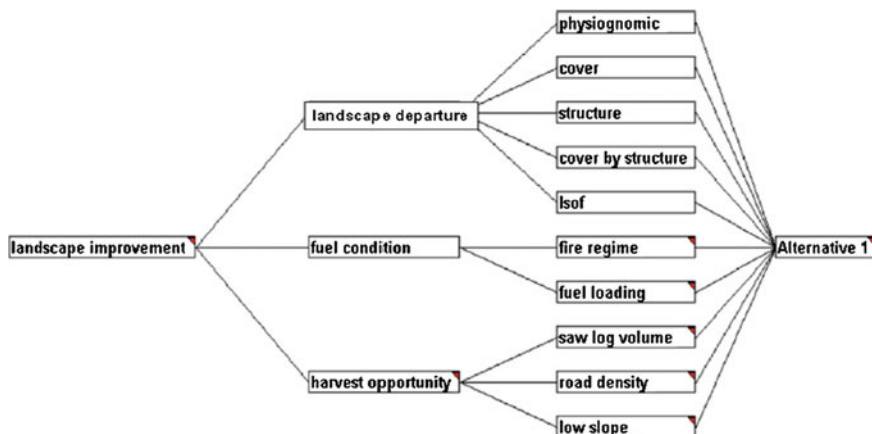 physiognomic
cover
landscape departure
structure
cover by structure
lsof
landscape improvement
fuel condition
fire regime
Alternative 1
fuel loading
saw log volume
harvest opportunity
road density
low slope